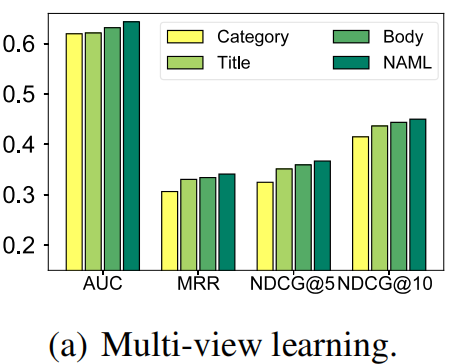 0.6
0.5
0.4
0.3
0.2
Category
Title
Body
NAML
AUC
MRR
NDCG@5
NDCG@10
(a) Multi-view learning.